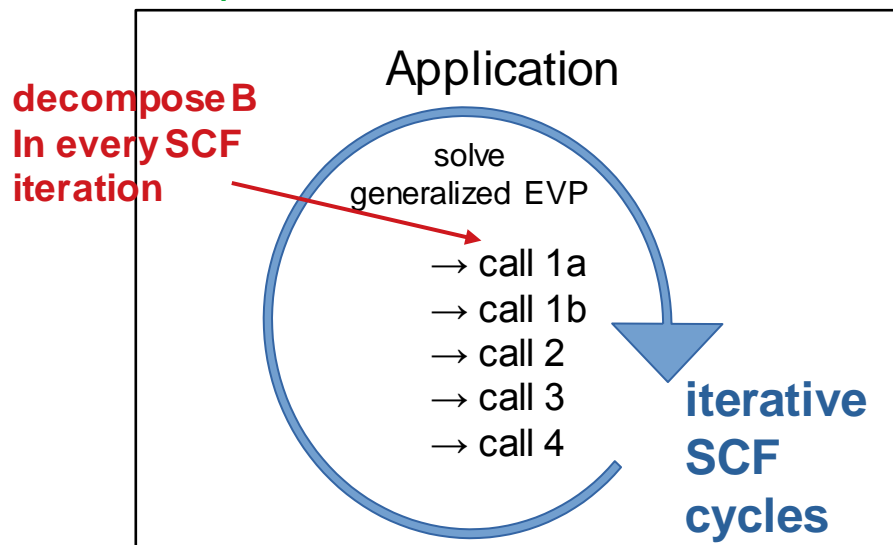 Application
decompose B
In every SCF
iteration
solve
generalized EVP
→ call 1a
→ call 1b
→ call 2
→ call 3
→ call 4
iterative
SCF
cycles